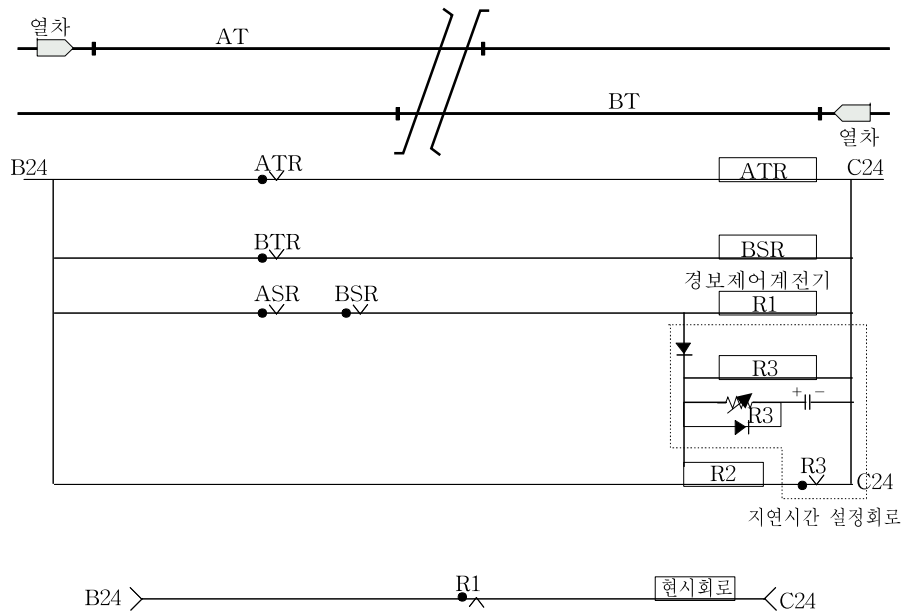 열차
AT
BT
열차
B24 ATR ATR C24
BTR BSR
경보제어계전기
ASR BSR R1
R3
+ −
R3
R2 R3 C24
지연시간 설정회로
B24 R1 현시회로 C24